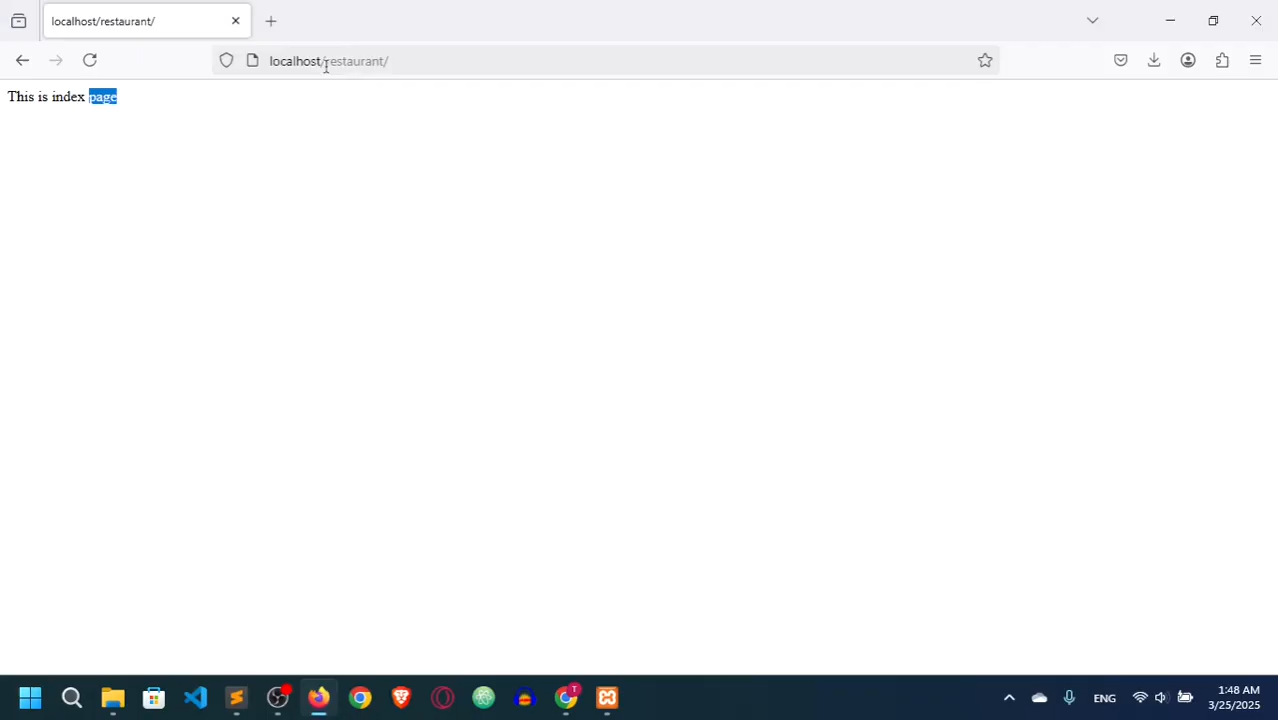 localhost/restaurant/
localhost/restaurant/
This is index page
ENG
1:48 AM
3/25/2025